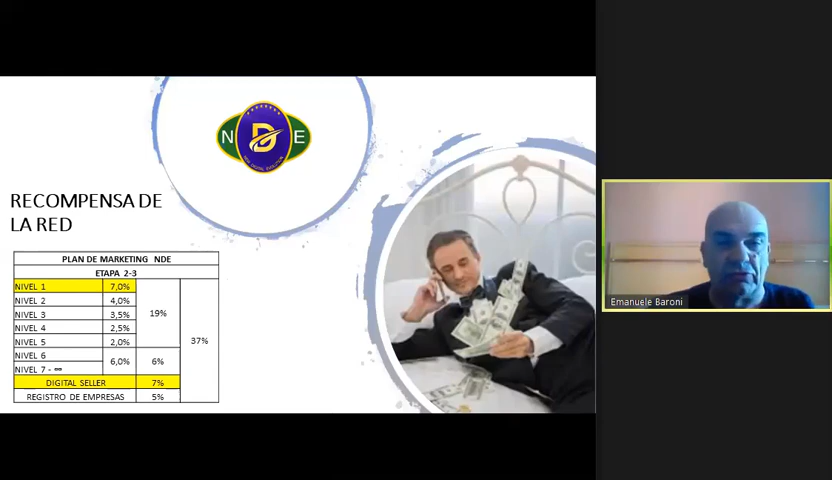 N D E
RECOMPENSA DE
LA RED
PLAN DE MARKETING NDE
ETAPA 2-3
NIVEL 1 7,0% 19% 37%
NIVEL 2 4,0%
NIVEL 3 3,5%
NIVEL 4 2,5%
NIVEL 5 2,0%
NIVEL 6 6,0% 6%
NIVEL 7 - ∞
DIGITAL SELLER 7%
REGISTRO DE EMPRESAS 5%
Emanuele Baroni